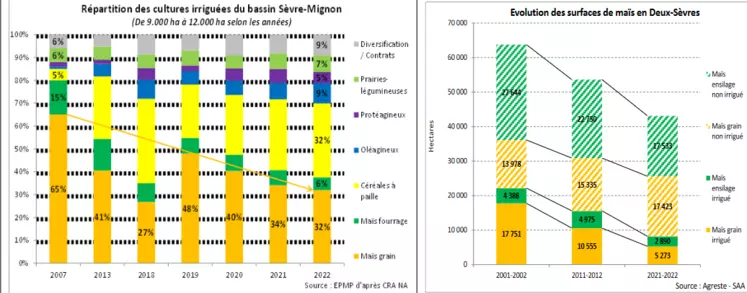 Répartition des cultures irriguées du bassin Sèvre-Mignon
(De 9.000 ha à 12.000 ha selon les années)
100%
90%
80%
70%
60%
50%
40%
30%
20%
10%
0%
6%
6%
5%
15%
65%
41%
27%
48%
40%
34%
9%
7%
5%
9%
32%
6%
32%
2007 2013 2018 2019 2020 2021 2022
Diversification
/ Contrats
Prairies-
légumineuses
Protéagineux
Oléagineux
Céréales à
paille
Maïs fourrage
Maïs grain
Source : EPMP d'après CRA NA
Evolution des surfaces de maïs en Deux-Sèvres
Hectares
70 000
60 000
50 000
40 000
30 000
20 000
10 000
0
27 644
13 978
4 388
17 751
22 750
15 335
4 975
10 555
17 533
17 423
2 890
5 273
2001-2002 2011-2012 2021-2022
Maïs
ensilage
non irrigué
Maïs grain
non irrigué
Maïs
ensilage
irrigué
Maïs grain
irrigué
Source : Agreste - SAA